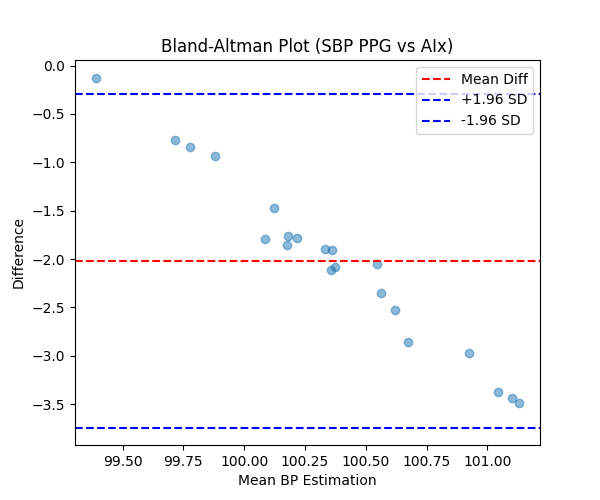 Bland-Altman Plot (SBP PPG vs AIx)
Mean Diff
+1.96 SD
-1.96 SD
Difference
0.0
−0.5
−1.0
−1.5
−2.0
−2.5
−3.0
−3.5
99.50 99.75 100.00 100.25 100.50 100.75 101.00
Mean BP Estimation